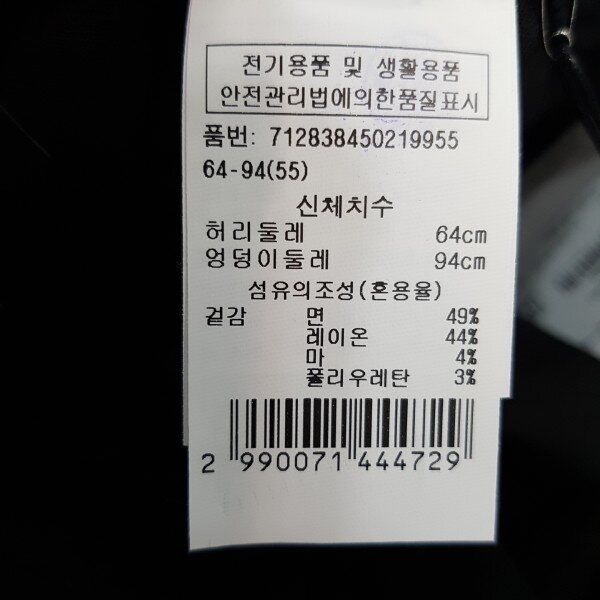 전기용품 및 생활용품
안전관리법에의한품질표시
품번: 712838450219955
64-94(55)
신체치수
허리둘레 64cm
엉덩이둘레 94cm
섬유의조성(혼용율)
겉감 면 49%
레이온 44%
마 4%
폴리우레탄 3%
2 990071 444729